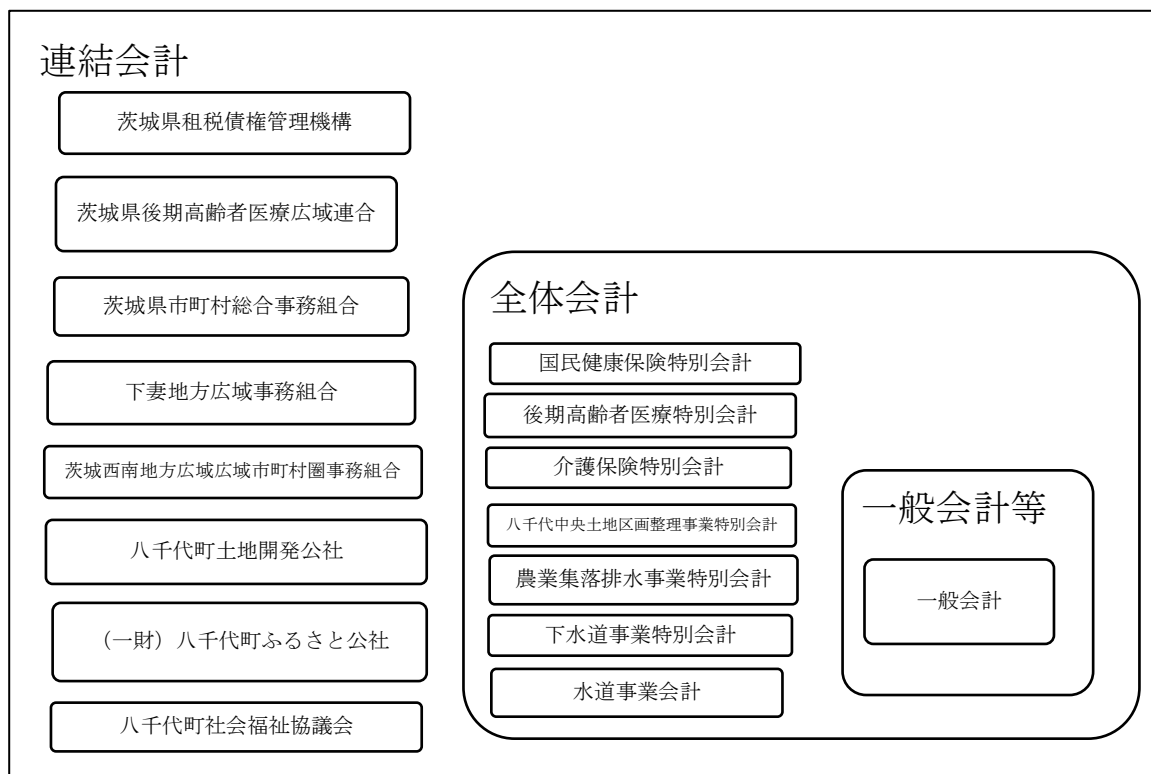 連結会計
茨城県租税債権管理機構
茨城県後期高齢者医療広域連合
茨城県市町村総合事務組合
下妻地方広域事務組合
茨城西南地方広域広域市町村圏事務組合
八千代町土地開発公社
（一財）八千代町ふるさと公社
八千代町社会福祉協議会
全体会計
国民健康保険特別会計
後期高齢者医療特別会計
介護保険特別会計
八千代中央土地区画整理事業特別会計
農業集落排水事業特別会計
下水道事業特別会計
水道事業会計
一般会計等
一般会計